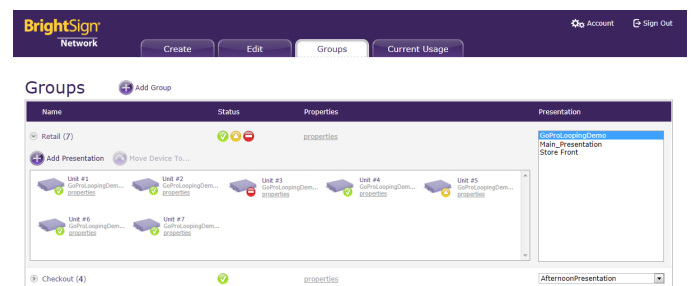 BrightSign
Network
Account
Sign Out
Create
Edit
Groups
Current Usage
Groups
Add Group
Name
Status
Properties
Presentation
Retail (7)
properties
GoProLoopingDemo
Main_Presentation
Store Front
Add Presentation
Move Device To...
Unit #1
GoProLoopingDem...
properties
Unit #2
GoProLoopingDem...
properties
Unit #3
GoProLoopingDem...
properties
Unit #4
GoProLoopingDem...
properties
Unit #5
GoProLoopingDem...
properties
Unit #6
GoProLoopingDem...
properties
Unit #7
GoProLoopingDem...
properties
Checkout (4)
properties
AfternoonPresentation